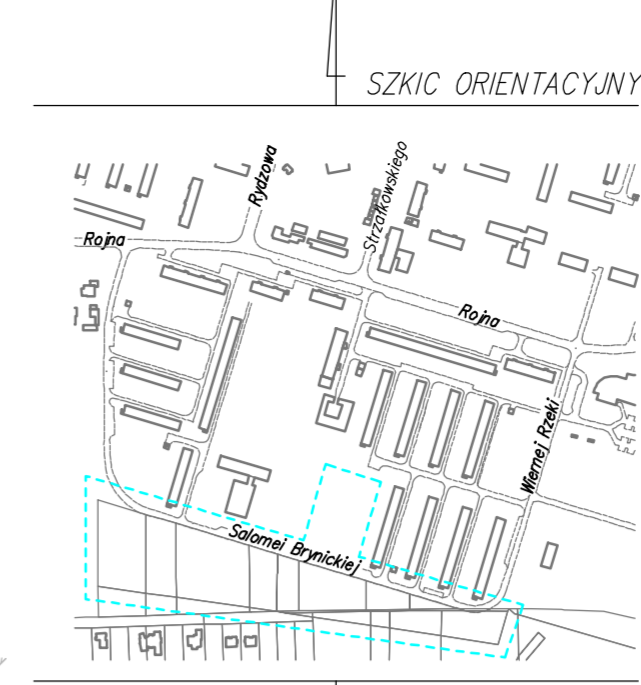 SZKIC ORIENTACYJNY
Rydzowa
Strzałkowskiego
Rojna
Rojna
Wiernej Rzeki
Salomei Brynickiej